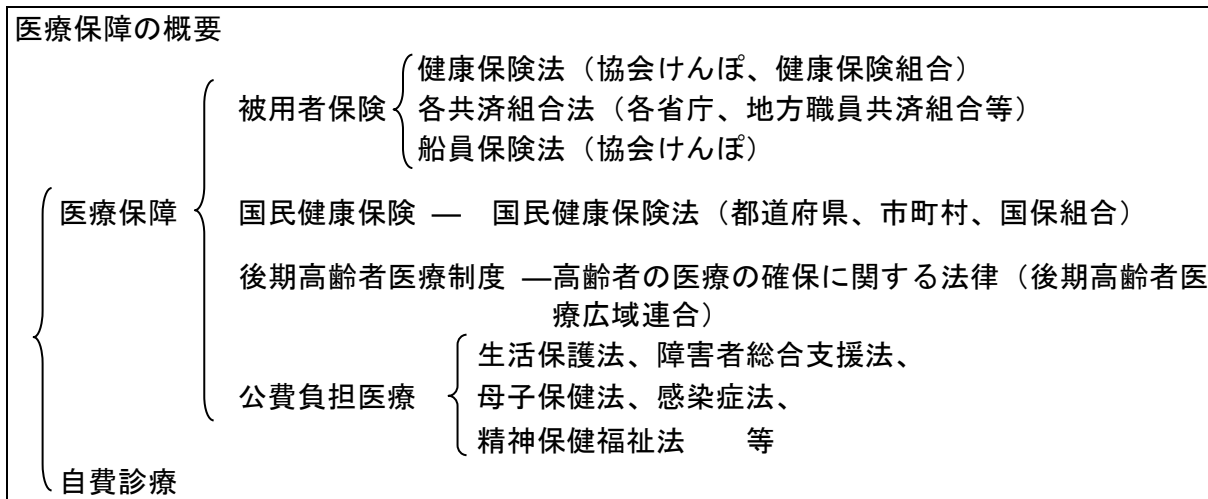 医療保障の概要
健康保険法（協会けんぽ、健康保険組合）
被用者保険 各共済組合法（各省庁、地方職員共済組合等）
船員保険法（協会けんぽ）
医療保障 国民健康保険 ― 国民健康保険法（都道府県、市町村、国保組合）
後期高齢者医療制度 ―高齢者の医療の確保に関する法律（後期高齢者医
療広域連合）
生活保護法、障害者総合支援法、
公費負担医療 母子保健法、感染症法、
精神保健福祉法 等
自費診療